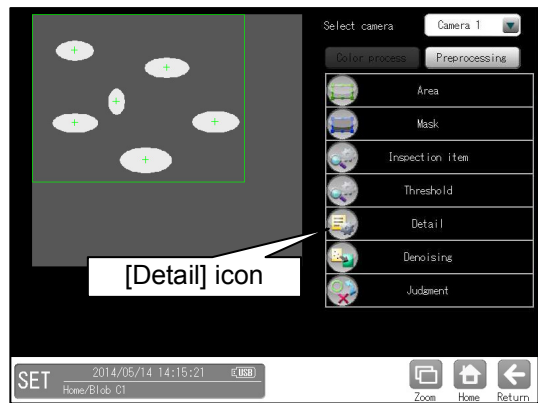 Select camera
Camera 1
Color process
Preprocessing
Area
Mask
Inspection item
Threshold
Detail
[Detail] icon
Denoising
Judgment
SET
2014/05/14 14:15:21
USB
Home/Blob C1
Zoom
Home
Return